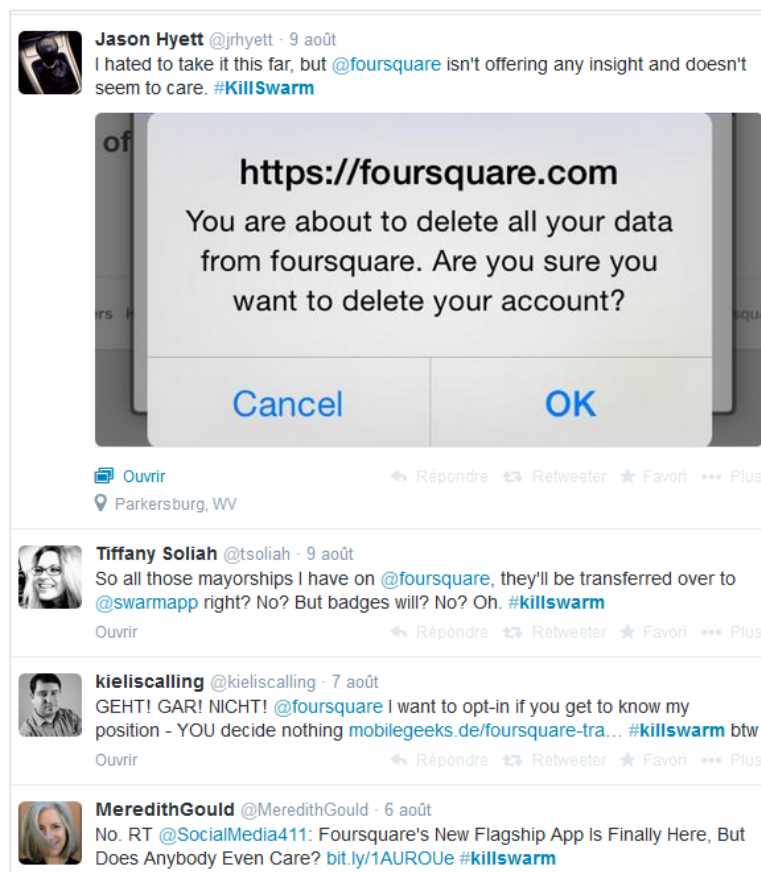 Jason Hyett @jrhyett · 9 août
I hated to take it this far, but @foursquare isn't offering any insight and doesn't
seem to care. #KillSwarm
of
https://foursquare.com
You are about to delete all your data
from foursquare. Are you sure you
want to delete your account?
ers
squa
Cancel
OK
Ouvrir
Répondre Retweeter Favori Plus
Parkersburg, WV
Tiffany Soliah @tsoliah · 9 août
So all those mayorships I have on @foursquare, they'll be transferred over to
@swarmapp right? No? But badges will? No? Oh. #killswarm
Ouvrir
Répondre Retweeter Favori Plus
kieliscalling @kieliscalling · 7 août
GEHT! GAR! NICHT! @foursquare I want to opt-in if you get to know my
position - YOU decide nothing mobilegeeks.de/foursquare-tra... #killswarm btw
Ouvrir
Répondre Retweeter Favori Plus
MeredithGould @MeredithGould · 6 août
No. RT @SocialMedia411: Foursquare's New Flagship App Is Finally Here, But
Does Anybody Even Care? bit.ly/1AUROUe #killswarm